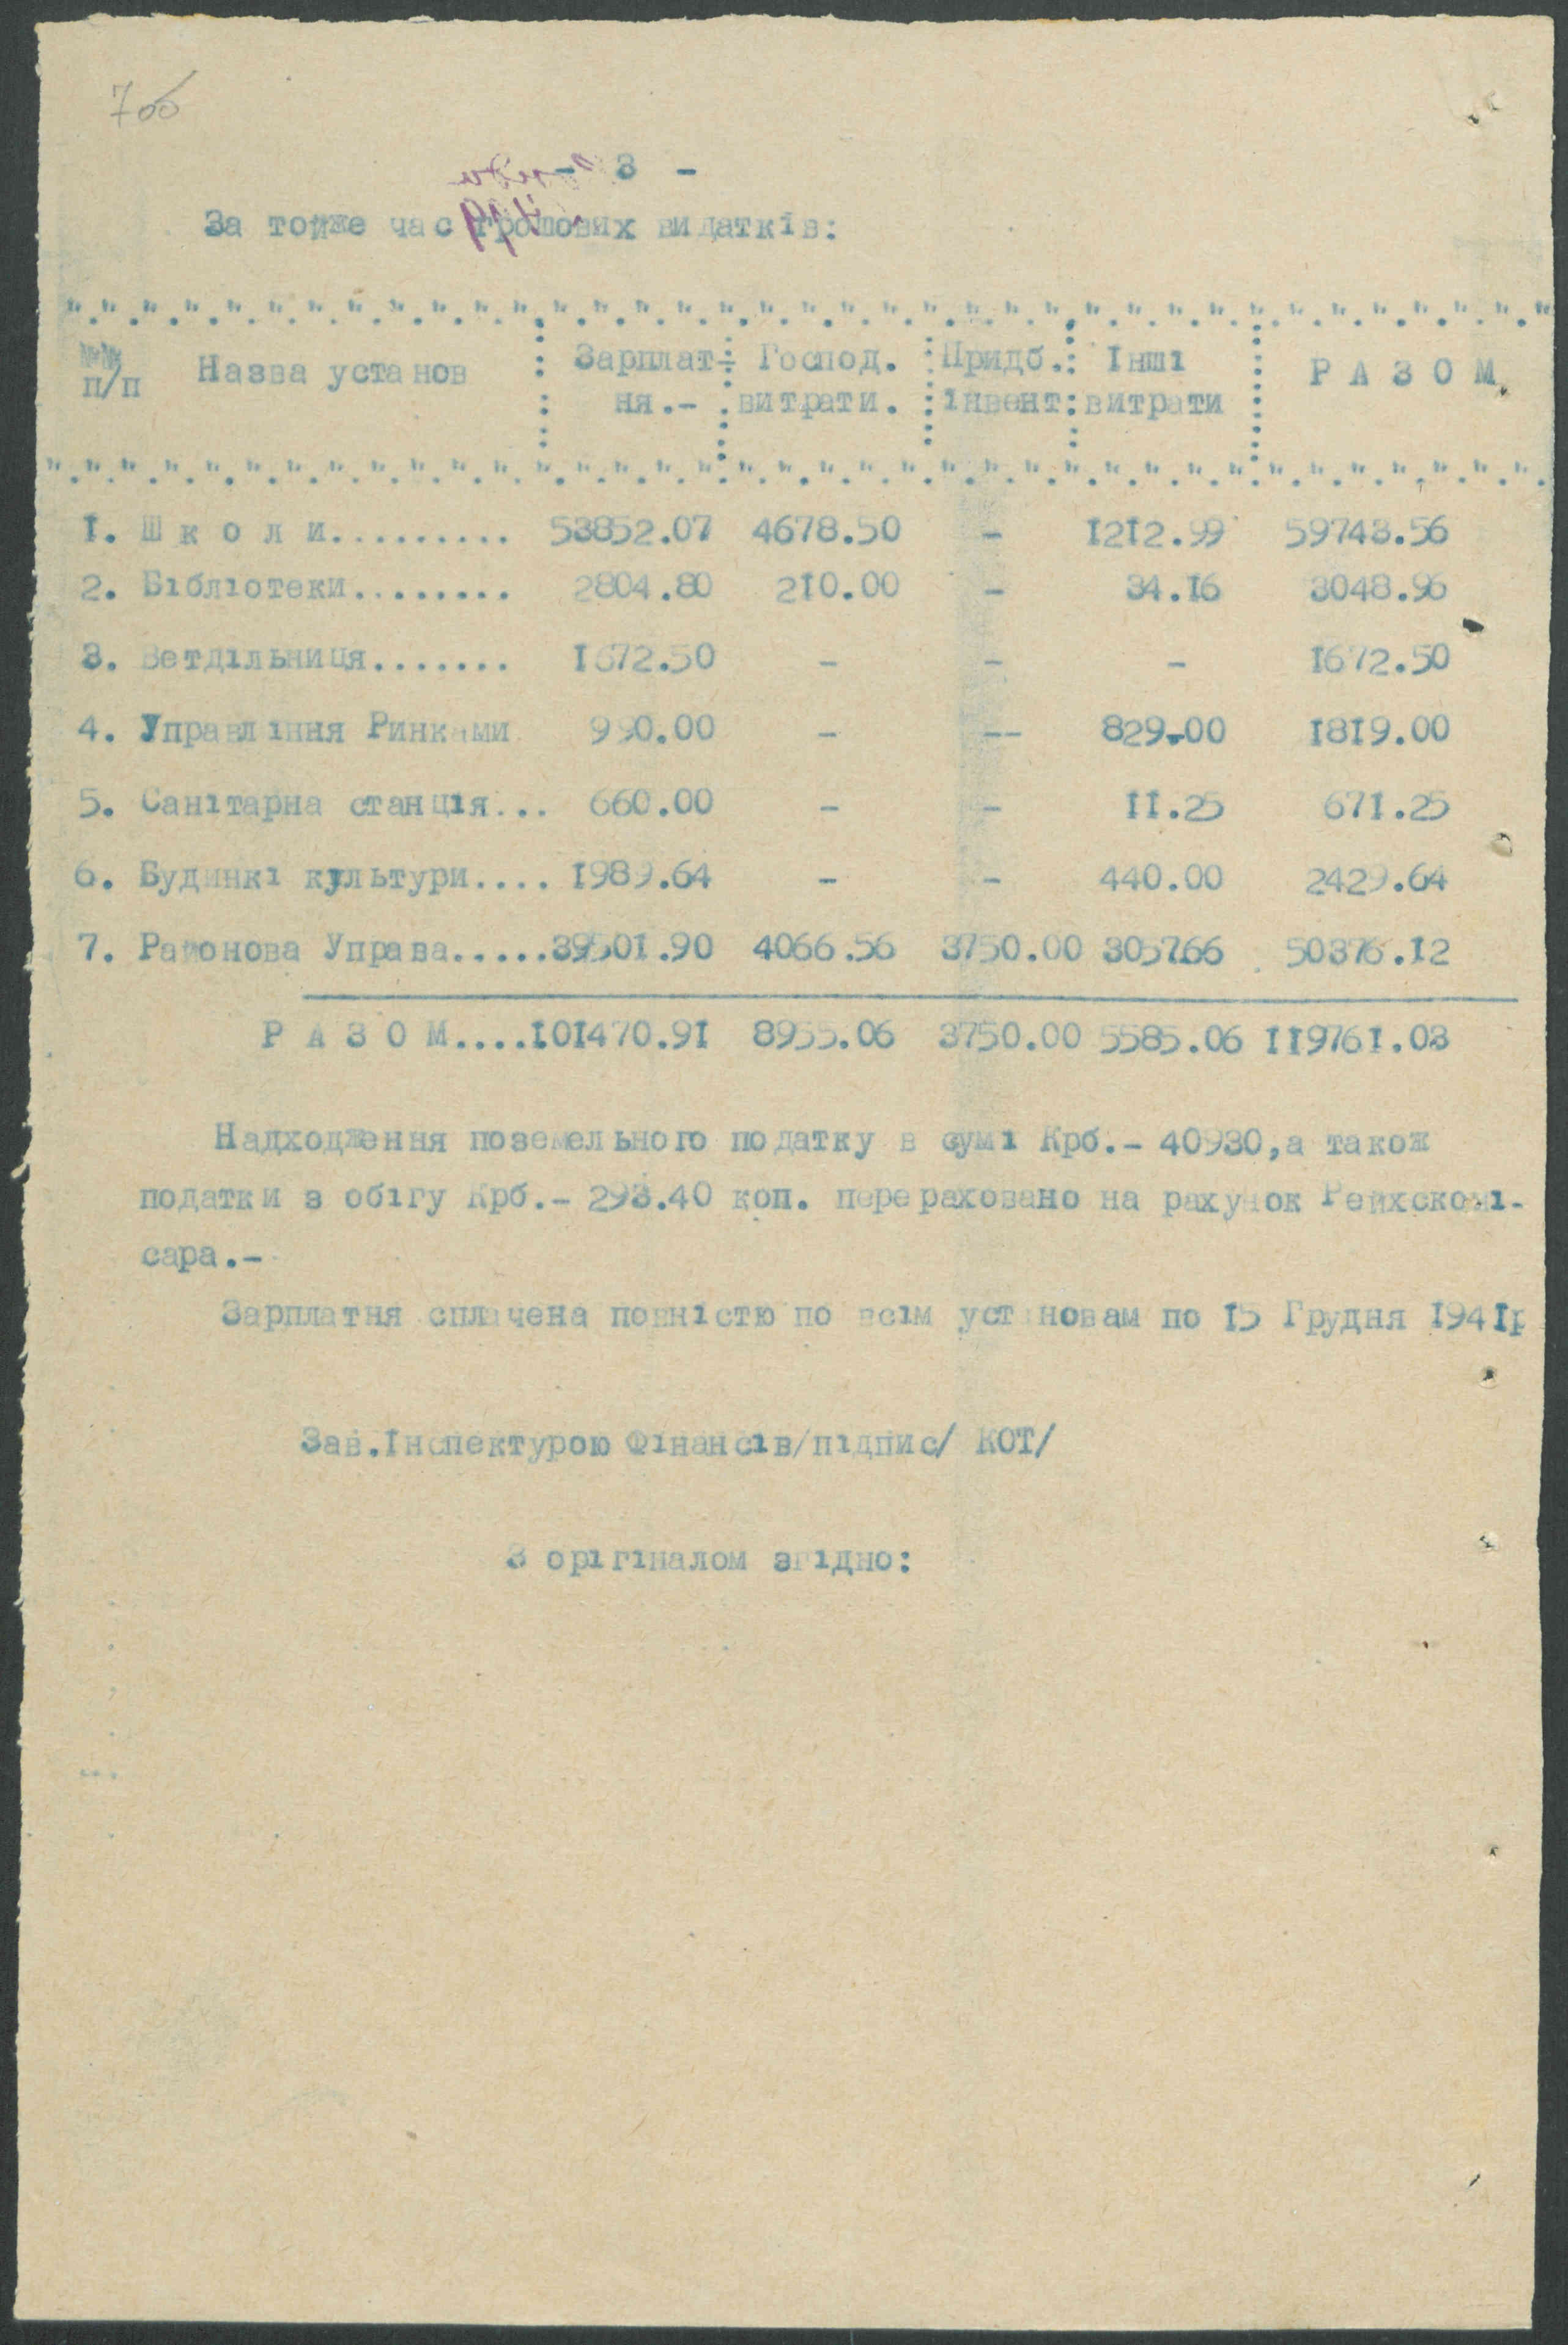 7об
- 3 -
За тойже час грошових видатків:
№№ п/п Назва установ Зарплат- Господ. Придб. Інші Р А З О М
ня.- витрати. інвент. витрати
1. Ш к о л и.......... 53852.07 4678.50 - 1212.99 59743.56
2. Бібліотеки........ 2804.80 210.00 - 34.16 3048.96
3. Ветдільниця....... 1672.50 - - - 1672.50
4. Управління Ринками 990.00 - -- 829.00 1819.00
5. Санітарна станція... 660.00 - - 11.25 671.25
6. Будинкі культури.... 1989.64 - - 440.00 2429.64
7. Районова Управа.....39501.90 4066.56 3750.00 3057.66 50376.12
Р А З О М....101470.91 8955.06 3750.00 5585.06 119761.03
Надходження поземельного податку в сумі Крб.- 40930,а також
податки з обігу Крб.- 293.40 коп. перераховано на рахунок Рейхскомі-
сара.-
Зарплатня сплачена повністю по всім установам по 15 Грудня 1941р
Зав.Інспектурою Фінансів/підпис/ КОТ/
З орігіналом згідно: